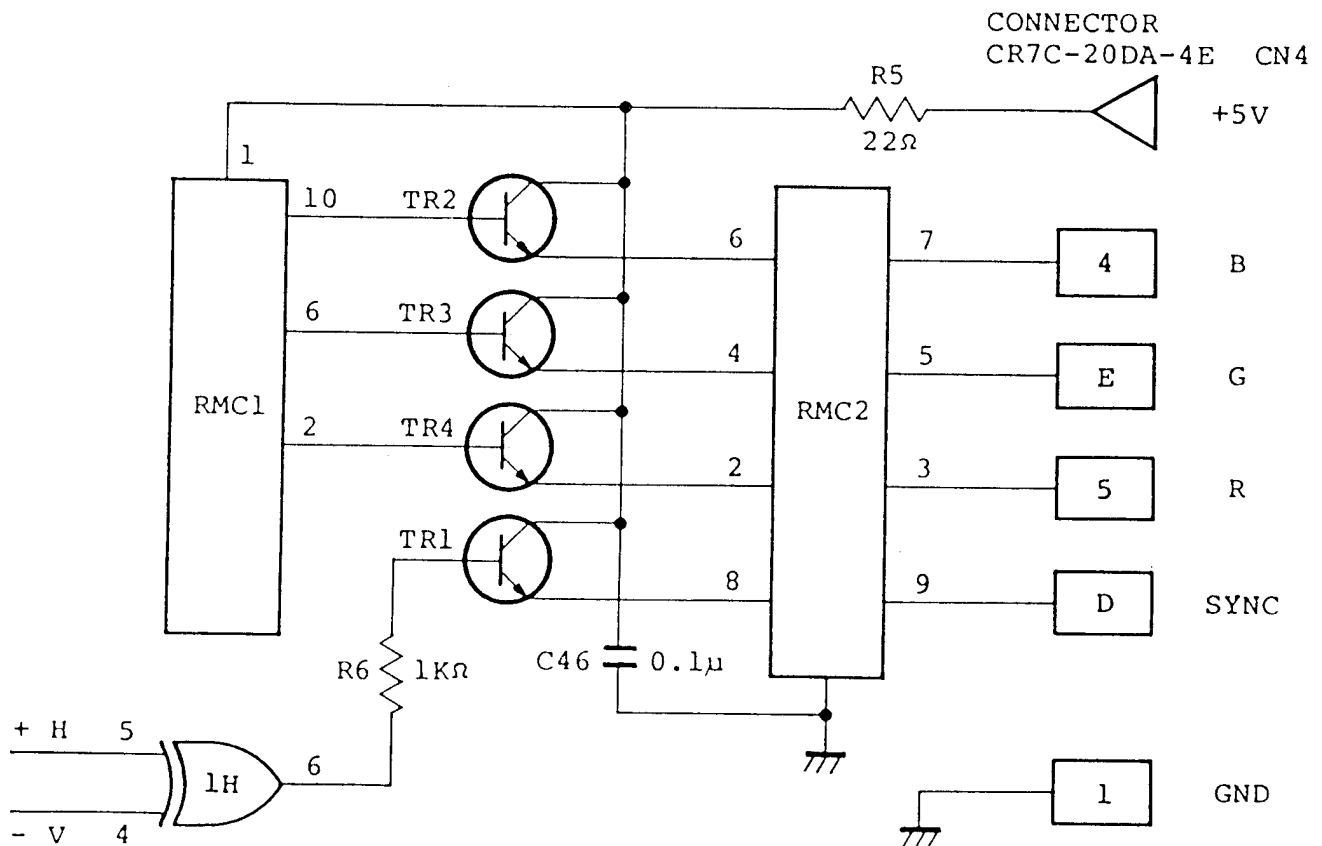 CONNECTOR
CR7C-20DA-4E CN4
R5
+5V
22Ω
1
10
TR2
6
7
4
B
6
TR3
4
5
E
G
RMC1
RMC2
2
TR4
2
3
5
R
TR1
8
9
D
SYNC
R6
1KΩ
C46
0.1μ
+ H
5
1H
6
1
GND
- V
4